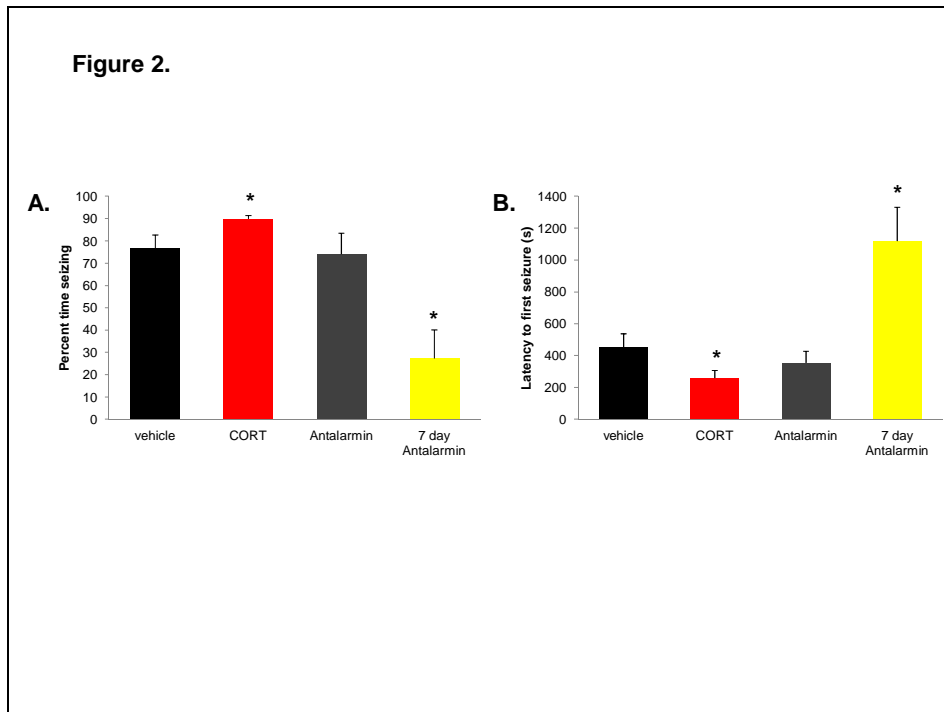 Figure 2.
A.
Percent time seizing
100
90
80
70
60
50
40
30
20
10
0
*
*
vehicle
CORT
Antalarmin
7 day
Antalarmin
B.
Latency to first seizure (s)
1400
1200
1000
800
600
400
200
0
*
*
vehicle
CORT
Antalarmin
7 day
Antalarmin